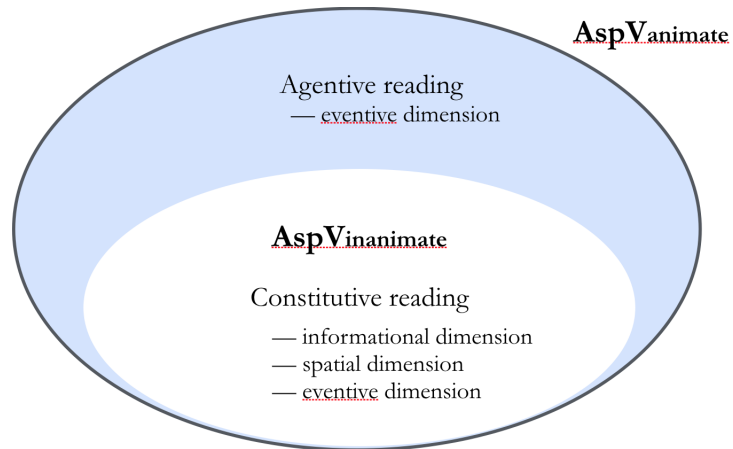 AspVanimate
Agentive reading
— eventive dimension
AspVinanimate
Constitutive reading
— informational dimension
— spatial dimension
— eventive dimension